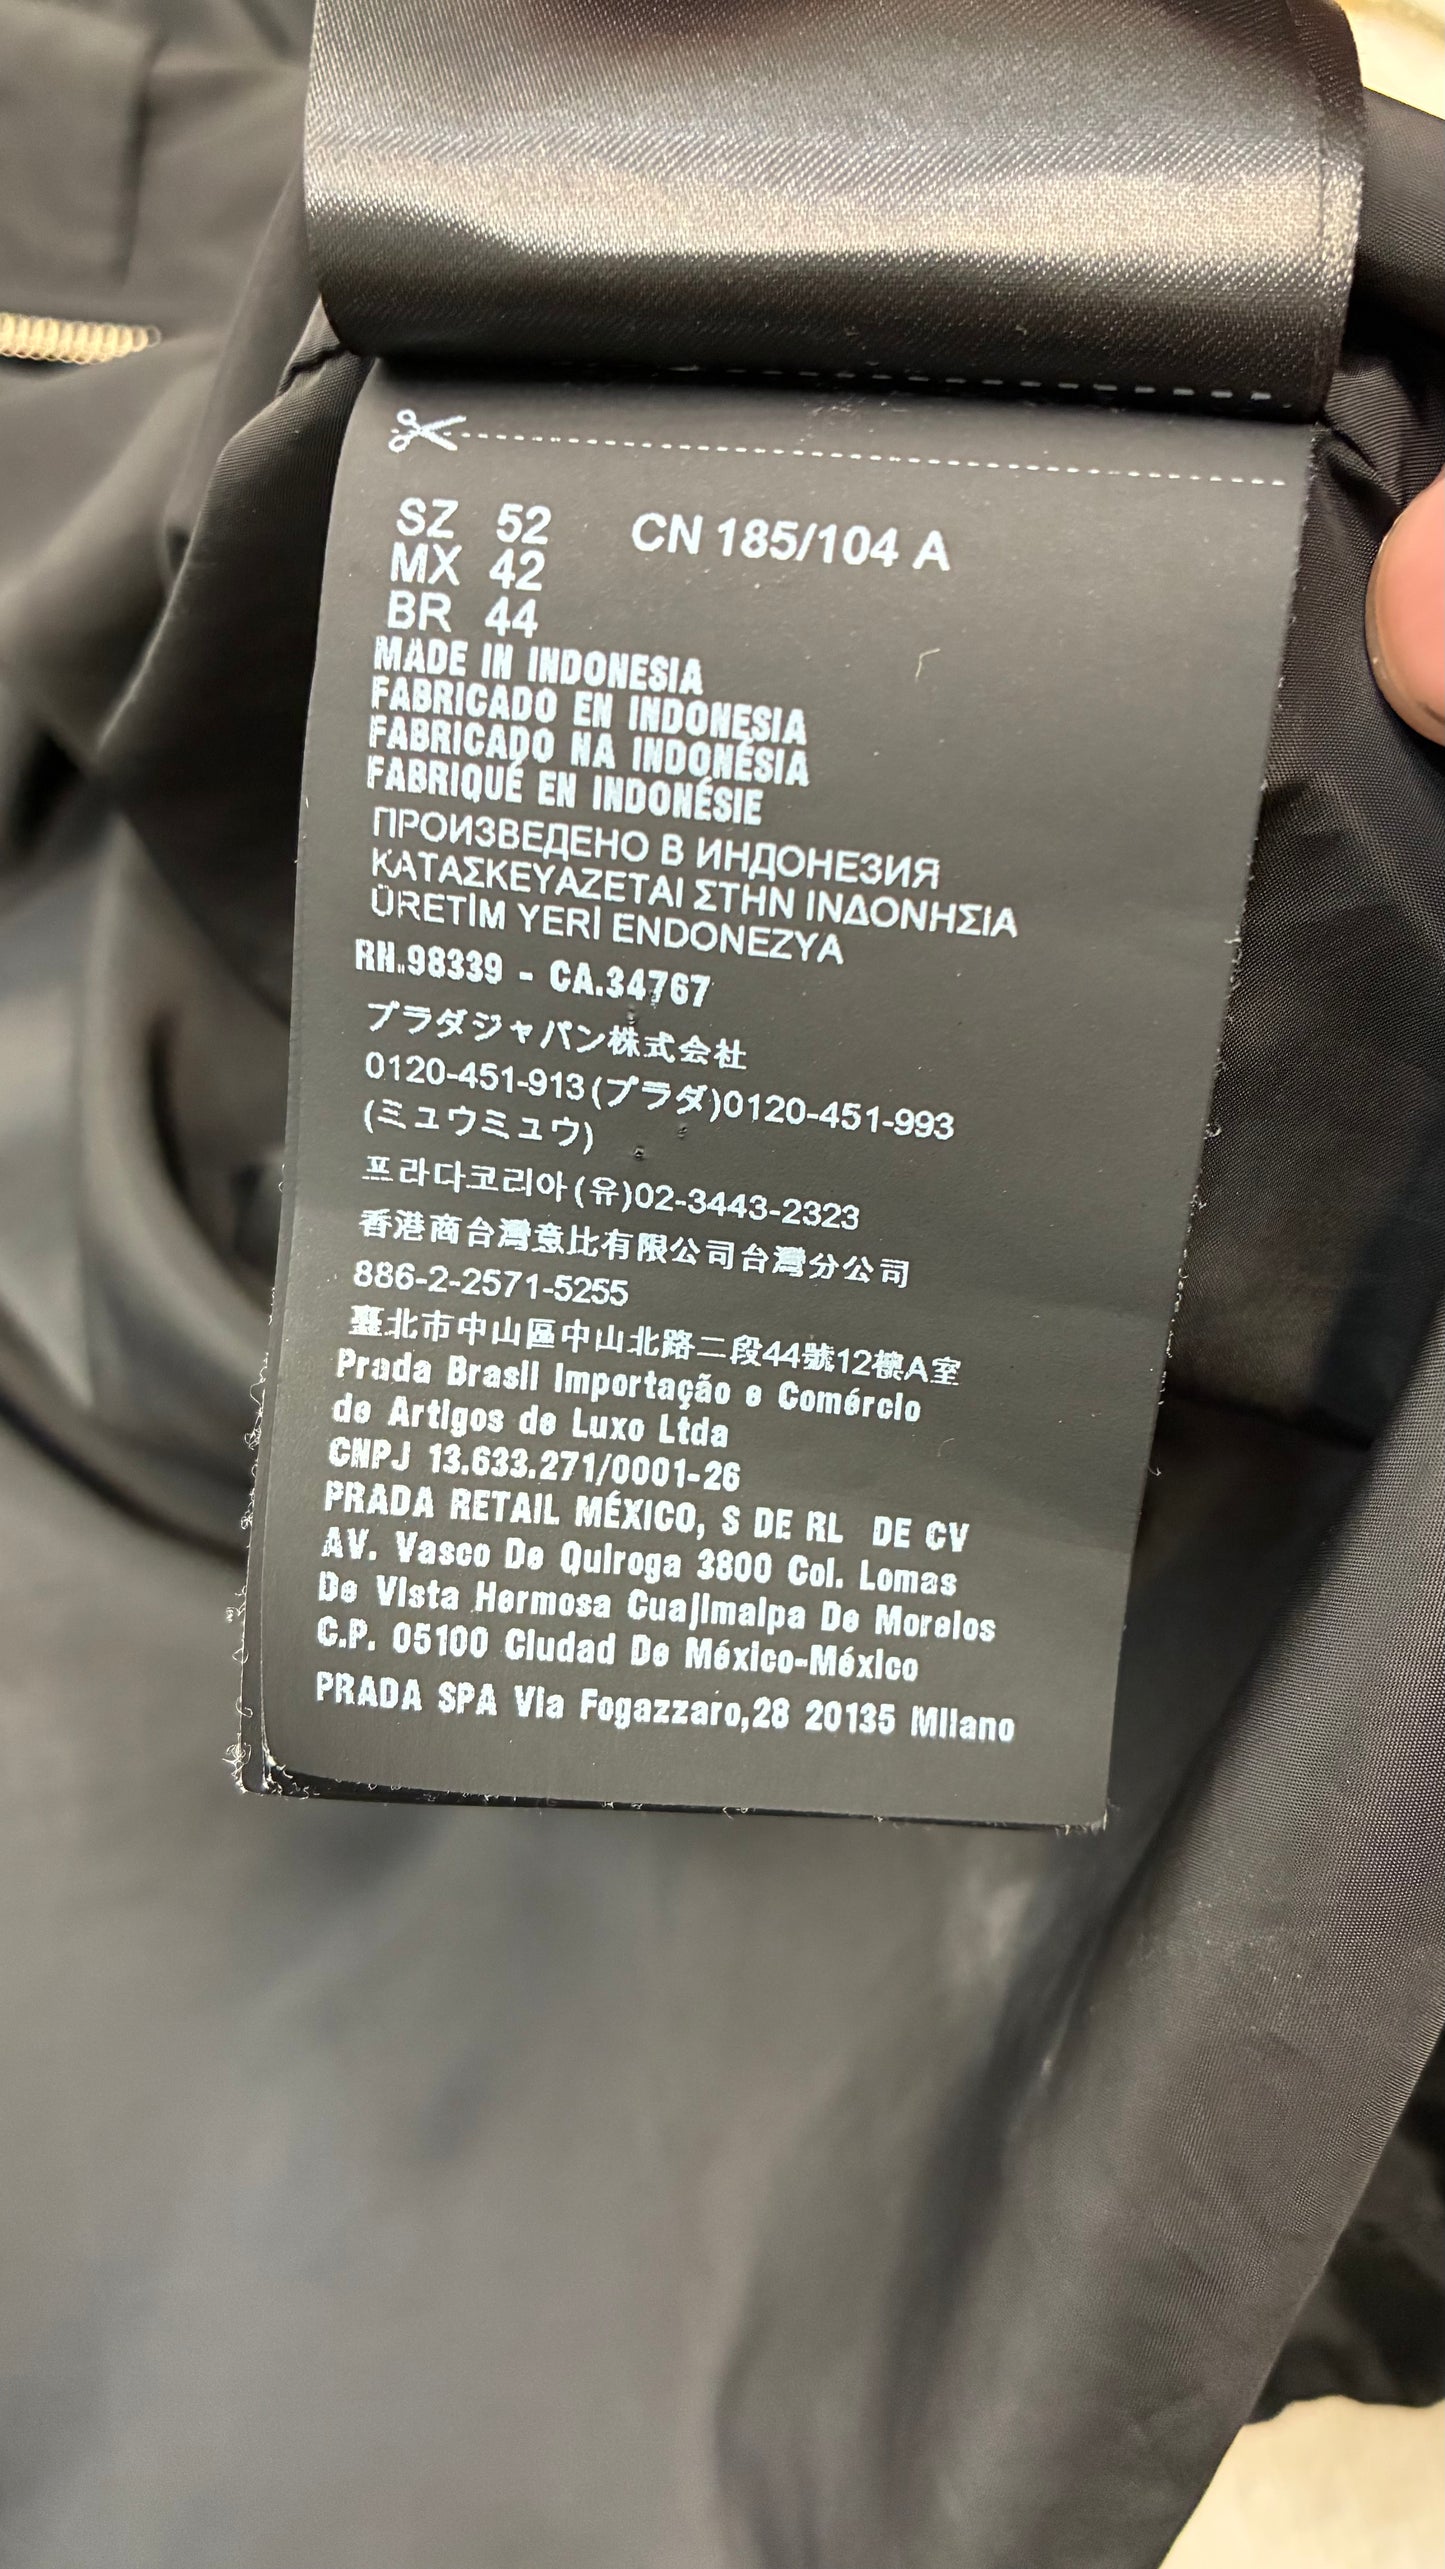 SZ 52 CN 185/104 A
MX 42
BR 44
MADE IN INDONESIA
FABRICADO EN INDONESIA
FABRICADO NA INDONÉSIA
FABRIQUÉ EN INDONÉSIE
ПРОИЗВЕДЕНО В ИНДОНЕЗИЯ
ΚΑΤΑΣΚΕΥΑΖΕΤΑΙ ΣΤΗΝ ΙΝΔΟΝΗΣΙΑ
ÜRETİM YERİ ENDONEZYA
RN.98339 - CA.34767
プラダジャパン株式会社
0120-451-913(プラダ)0120-451-993
(ミュウミュウ)
프라다코리아(유)02-3443-2323
香港商台灣意比有限公司台灣分公司
886-2-2571-5255
臺北市中山區中山北路二段44號12樓A室
Prada Brasil Importação e Comércio
de Artigos de Luxo Ltda
CNPJ 13.633.271/0001-26
PRADA RETAIL MÉXICO, S DE RL DE CV
AV. Vasco De Quiroga 3800 Col. Lomas
De Vista Hermosa Cuajimalpa De Morelos
C.P. 05100 Ciudad De México-México
PRADA SPA Via Fogazzaro,28 20135 Milano